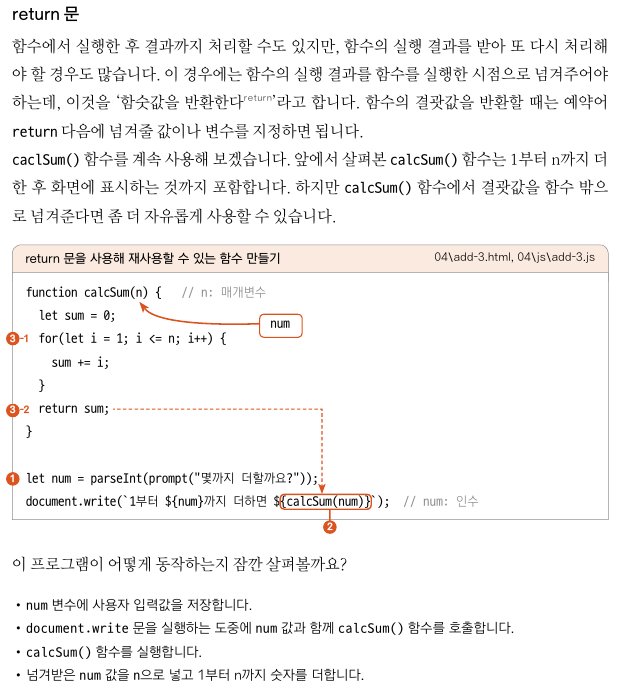 return 문
함수에서 실행한 후 결과까지 처리할 수도 있지만, 함수의 실행 결과를 받아 또 다시 처리해
야 할 경우도 많습니다. 이 경우에는 함수의 실행 결과를 함수를 실행한 시점으로 넘겨주어야
하는데, 이것을 ‘함숫값을 반환한다return’라고 합니다. 함수의 결괏값을 반환할 때는 예약어
return 다음에 넘겨줄 값이나 변수를 지정하면 됩니다.
caclSum() 함수를 계속 사용해 보겠습니다. 앞에서 살펴본 calcSum() 함수는 1부터 n까지 더
한 후 화면에 표시하는 것까지 포함합니다. 하지만 calcSum() 함수에서 결괏값을 함수 밖으
로 넘겨준다면 좀 더 자유롭게 사용할 수 있습니다.
return 문을 사용해 재사용할 수 있는 함수 만들기 04\add-3.html, 04\js\add-3.js
function calcSum(n) { // n: 매개변수
let sum = 0;
num
❸-1 for(let i = 1; i <= n; i++) {
sum += i;
}
❸-2 return sum;
}
❶ let num = parseInt(prompt("몇까지 더할까요?"));
document.write(`1부터 ${num}까지 더하면 ${calcSum(num)}`); // num: 인수
❷
이 프로그램이 어떻게 동작하는지 잠깐 살펴볼까요?
• num 변수에 사용자 입력값을 저장합니다.
• document.write 문을 실행하는 도중에 num 값과 함께 calcSum() 함수를 호출합니다.
• calcSum() 함수를 실행합니다.
• 넘겨받은 num 값을 n으로 넣고 1부터 n까지 숫자를 더합니다.